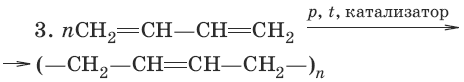 3. nCH₂=CH—CH=CH₂ p, t, катализатор →
→ (—CH₂—CH=CH—CH₂—)ₙ